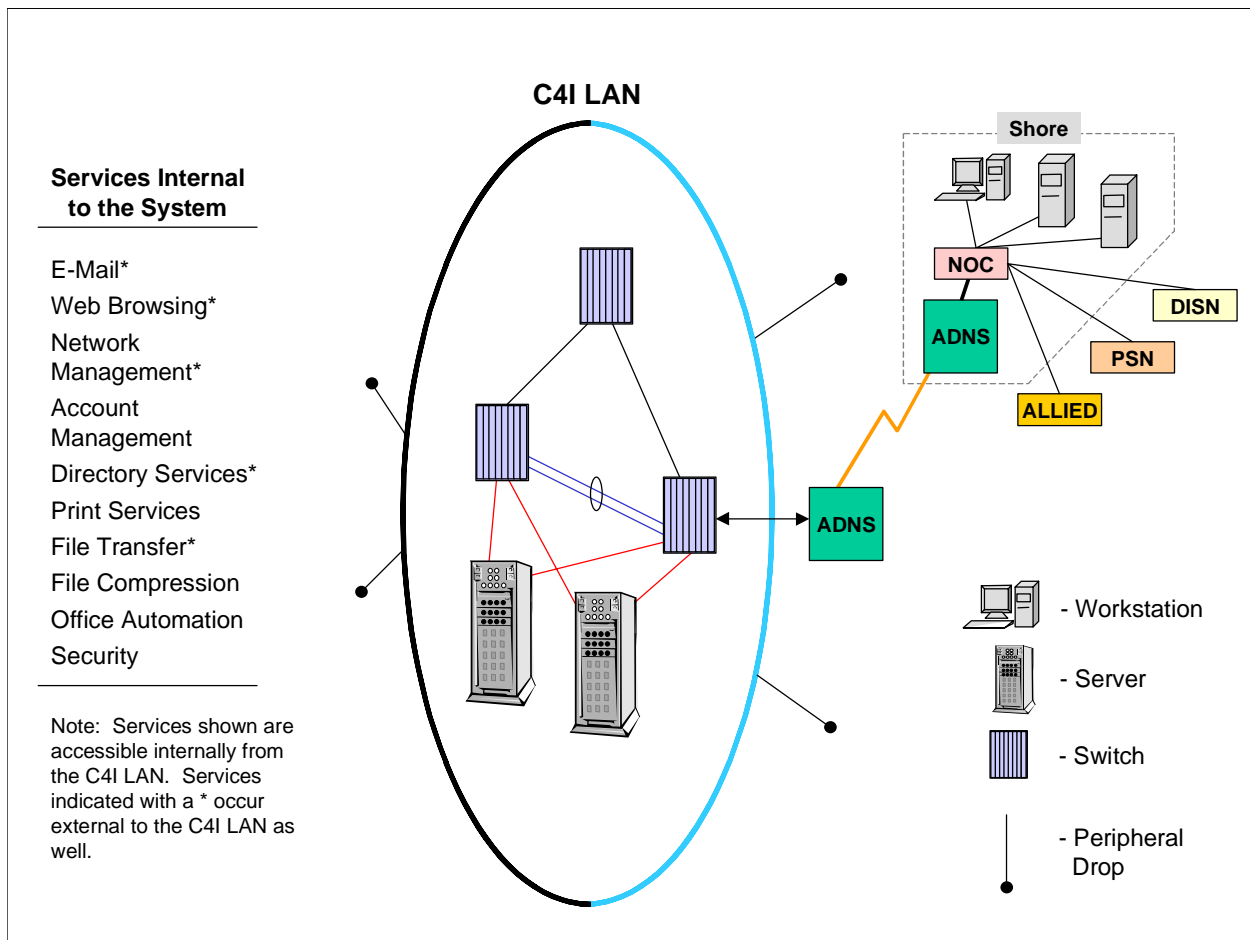 C4I LAN
Services Internal
to the System
E-Mail*
Web Browsing*
Network
Management*
Account
Management
Directory Services*
Print Services
File Transfer*
File Compression
Office Automation
Security
Note:  Services shown are
accessible internally from
the C4I LAN.  Services
indicated with a * occur
external to the C4I LAN as
well.
Shore
NOC
DISN
ADNS
PSN
ALLIED
ADNS
- Workstation
- Server
- Switch
- Peripheral
Drop